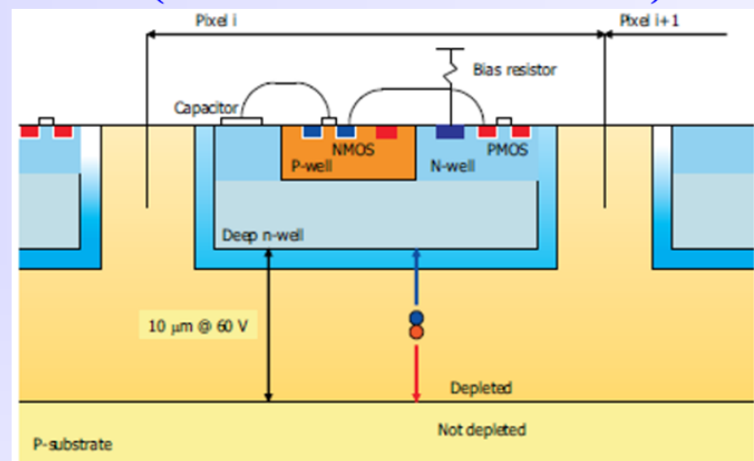 Pixel i
Pixel i+1
Bias resistor
Capacitor
NMOS
PMOS
P-well
N-well
Deep n-well
10 μm @ 60 V
Depleted
Not depleted
P-substrate